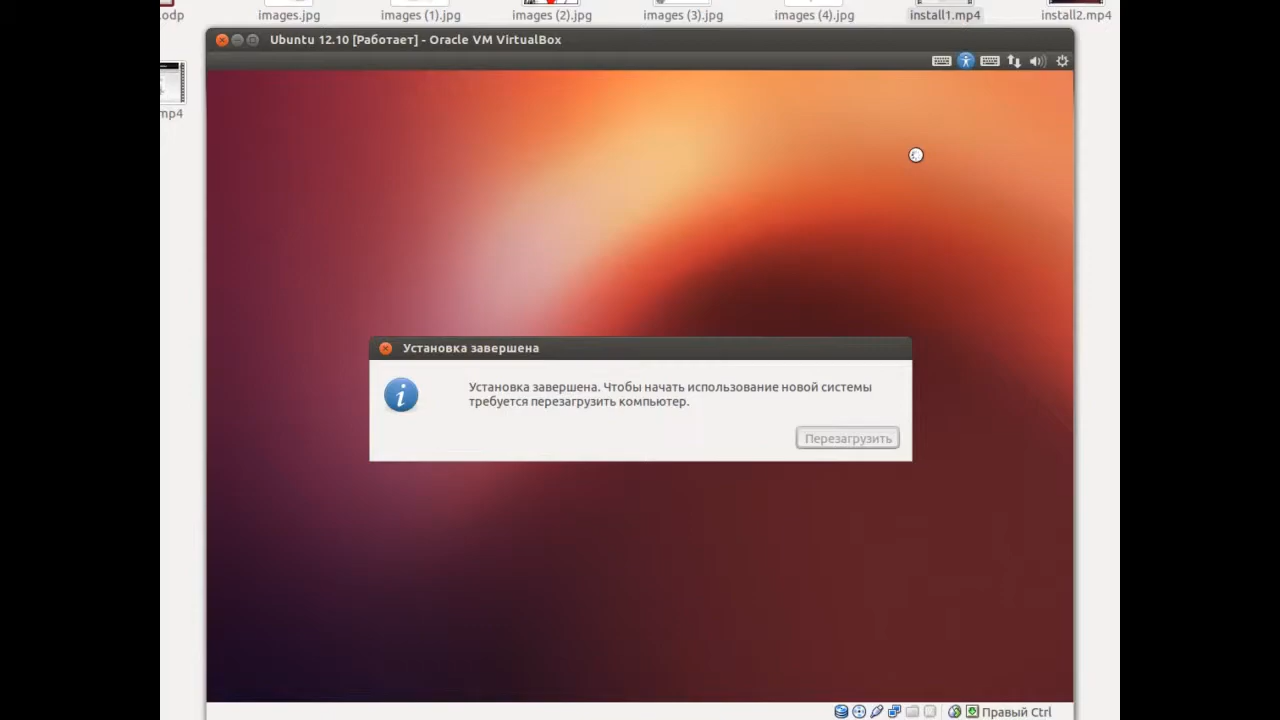 odp
images.jpg
images (1).jpg
images (2).jpg
images (3).jpg
images (4).jpg
install1.mp4
install2.mp4
Ubuntu 12.10 [Работает] - Oracle VM VirtualBox
mp4
Установка завершена
Установка завершена. Чтобы начать использование новой системы
требуется перезагрузить компьютер.
Перезагрузить
Правый Ctrl